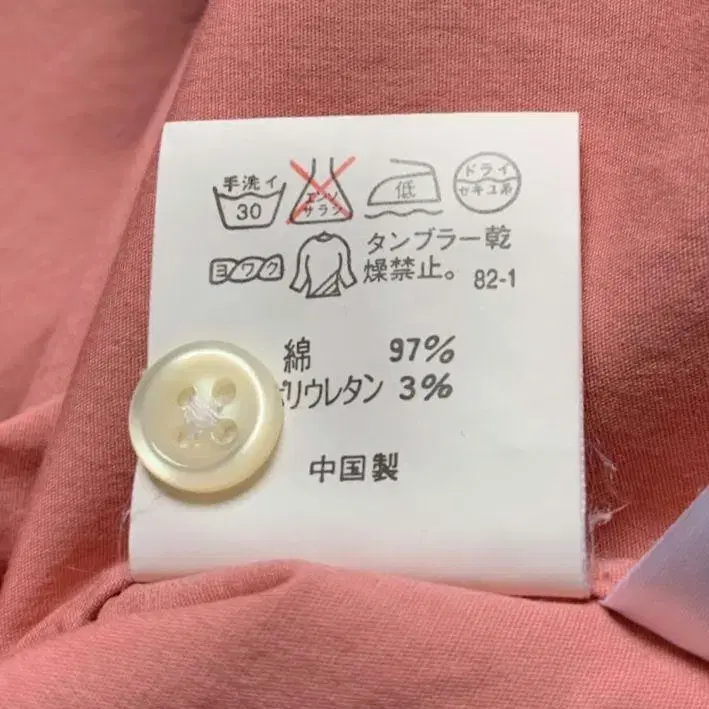 手洗イ
30
エンソ
サラシ
低
ドライ
セキユ系
ヨワク
タンブラー乾
燥禁止。 82-1
綿 97%
ポリウレタン 3%
中国製